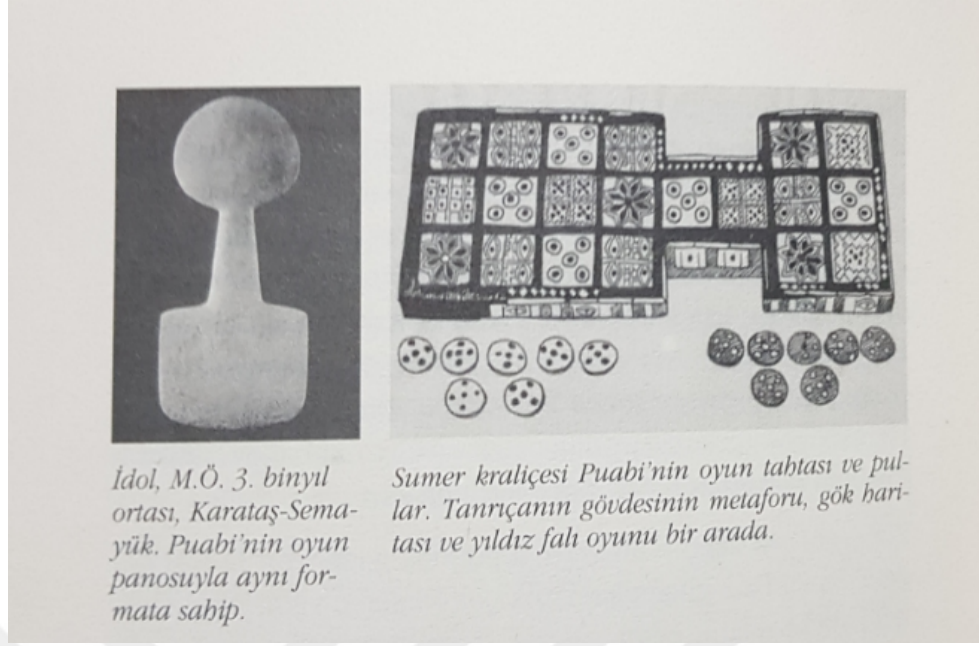 İdol, M.Ö. 3. binyıl
ortası, Karataş-Sema-
yük. Puabi'nin oyun
panosuyla aynı for-
mata sahip.
Sumer kraliçesi Puabi'nin oyun tahtası ve pul-
lar. Tanrıçanın gövdesinin metaforu, gök hari-
tası ve yıldız falı oyunu bir arada.